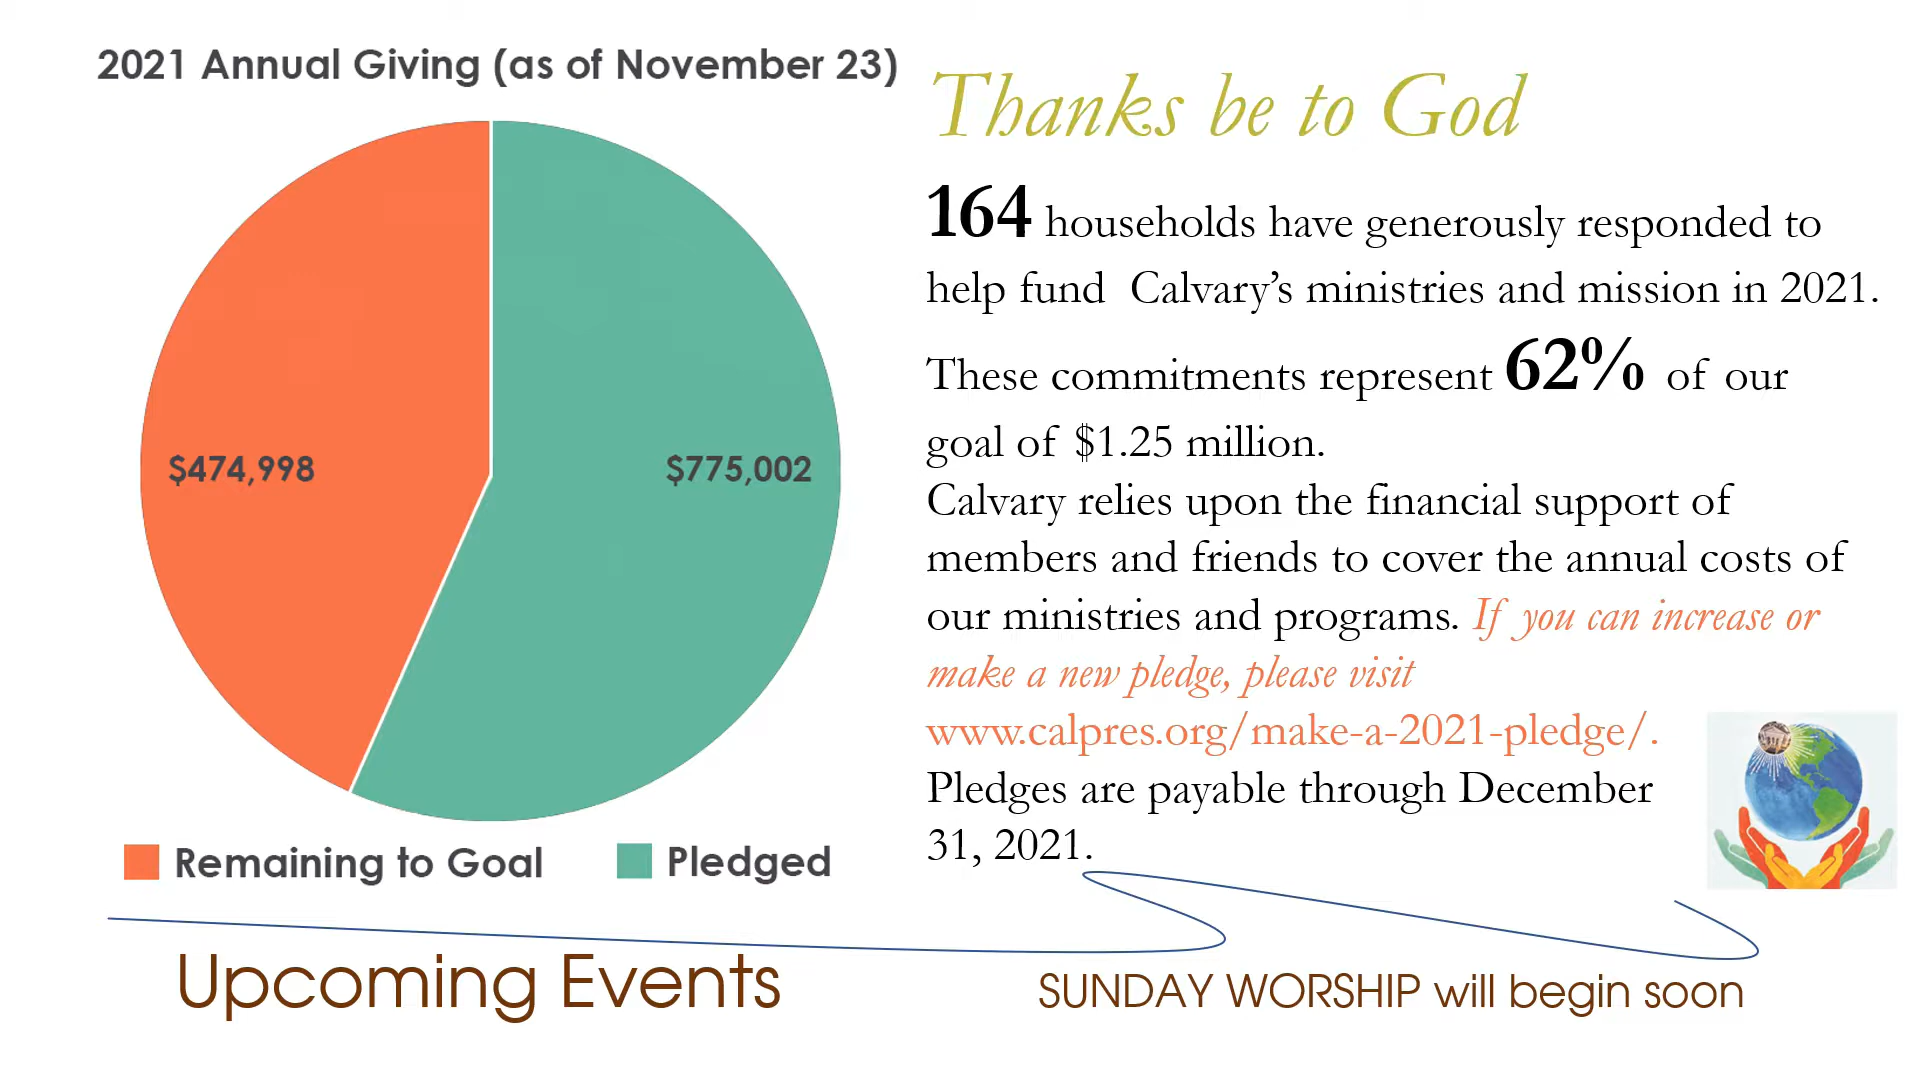 2021 Annual Giving (as of November 23)
$474,998
$775,002
Remaining to Goal
Pledged
Thanks be to God
164 households have generously responded to
help fund Calvary’s ministries and mission in 2021.
These commitments represent 62% of our
goal of $1.25 million.
Calvary relies upon the financial support of
members and friends to cover the annual costs of
our ministries and programs. If you can increase or
make a new pledge, please visit
www.calpres.org/make-a-2021-pledge/.
Pledges are payable through December
31, 2021.
Upcoming Events
SUNDAY WORSHIP will begin soon